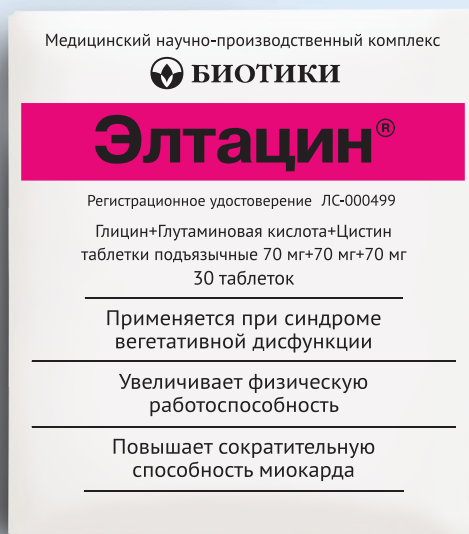 Медицинский научно-производственный комплекс
БИОТИКИ
Элтацин®
Регистрационное удостоверение ЛС-000499
Глицин+Глутаминовая кислота+Цистин
таблетки подъязычные 70 мг+70 мг+70 мг
30 таблеток
Применяется при синдроме
вегетативной дисфункции
Увеличивает физическую
работоспособность
Повышает сократительную
способность миокарда